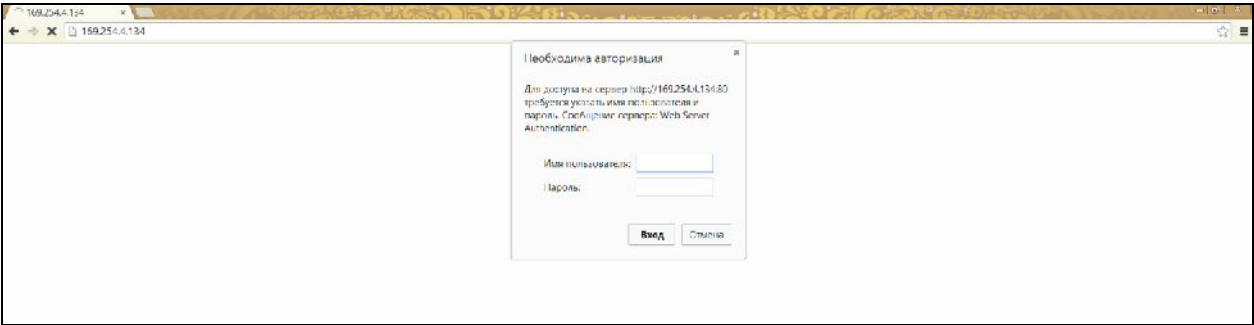 169.254.4.134
169.254.4.134
Необходима авторизация
Для доступа на сервер http://169.254.4.134:80
требуется указать имя пользователя и
пароль. Сообщение сервера: Web Server
Authentication.
Имя пользователя:
Пароль:
Вход Отмена